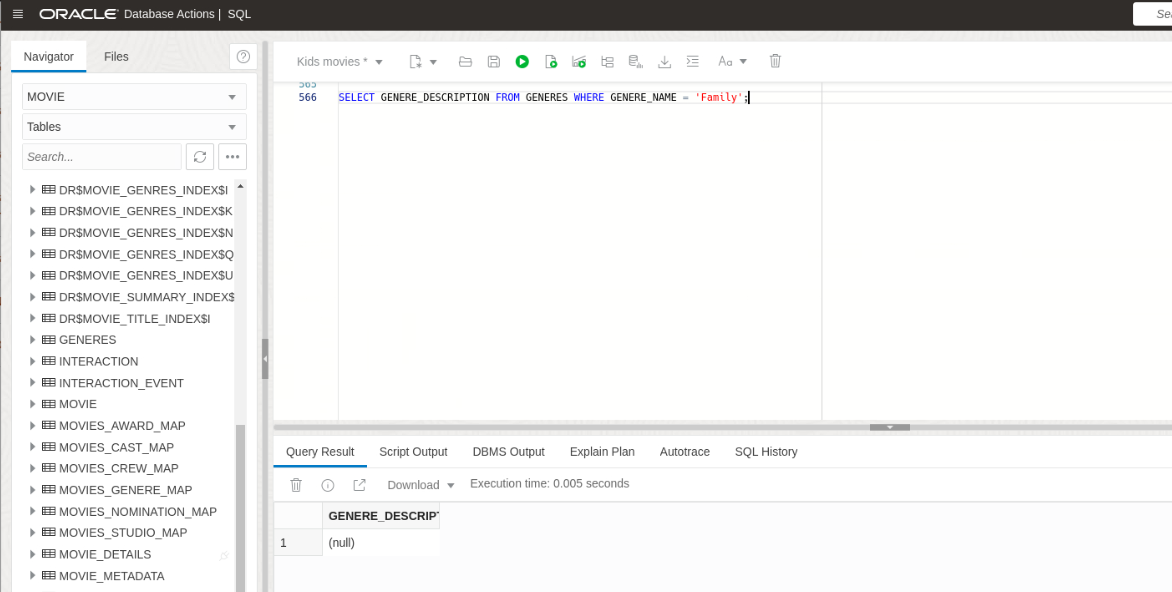 ORACLE Database Actions | SQL
Navigator Files
MOVIE
Tables
Search...
DR$MOVIE_GENRES_INDEX$I
DR$MOVIE_GENRES_INDEX$K
DR$MOVIE_GENRES_INDEX$N
DR$MOVIE_GENRES_INDEX$Q
DR$MOVIE_GENRES_INDEX$U
DR$MOVIE_SUMMARY_INDEX$
DR$MOVIE_TITLE_INDEX$I
GENERES
INTERACTION
INTERACTION_EVENT
MOVIE
MOVIES_AWARD_MAP
MOVIES_CAST_MAP
MOVIES_CREW_MAP
MOVIES_GENERE_MAP
MOVIES_NOMINATION_MAP
MOVIES_STUDIO_MAP
MOVIE_DETAILS
MOVIE_METADATA
Kids movies * Aa
565
566 SELECT GENERE_DESCRIPTION FROM GENERES WHERE GENERE_NAME = 'Family';
Query Result Script Output DBMS Output Explain Plan Autotrace SQL History
Download Execution time: 0.005 seconds
GENERE_DESCRIPT
1 (null)